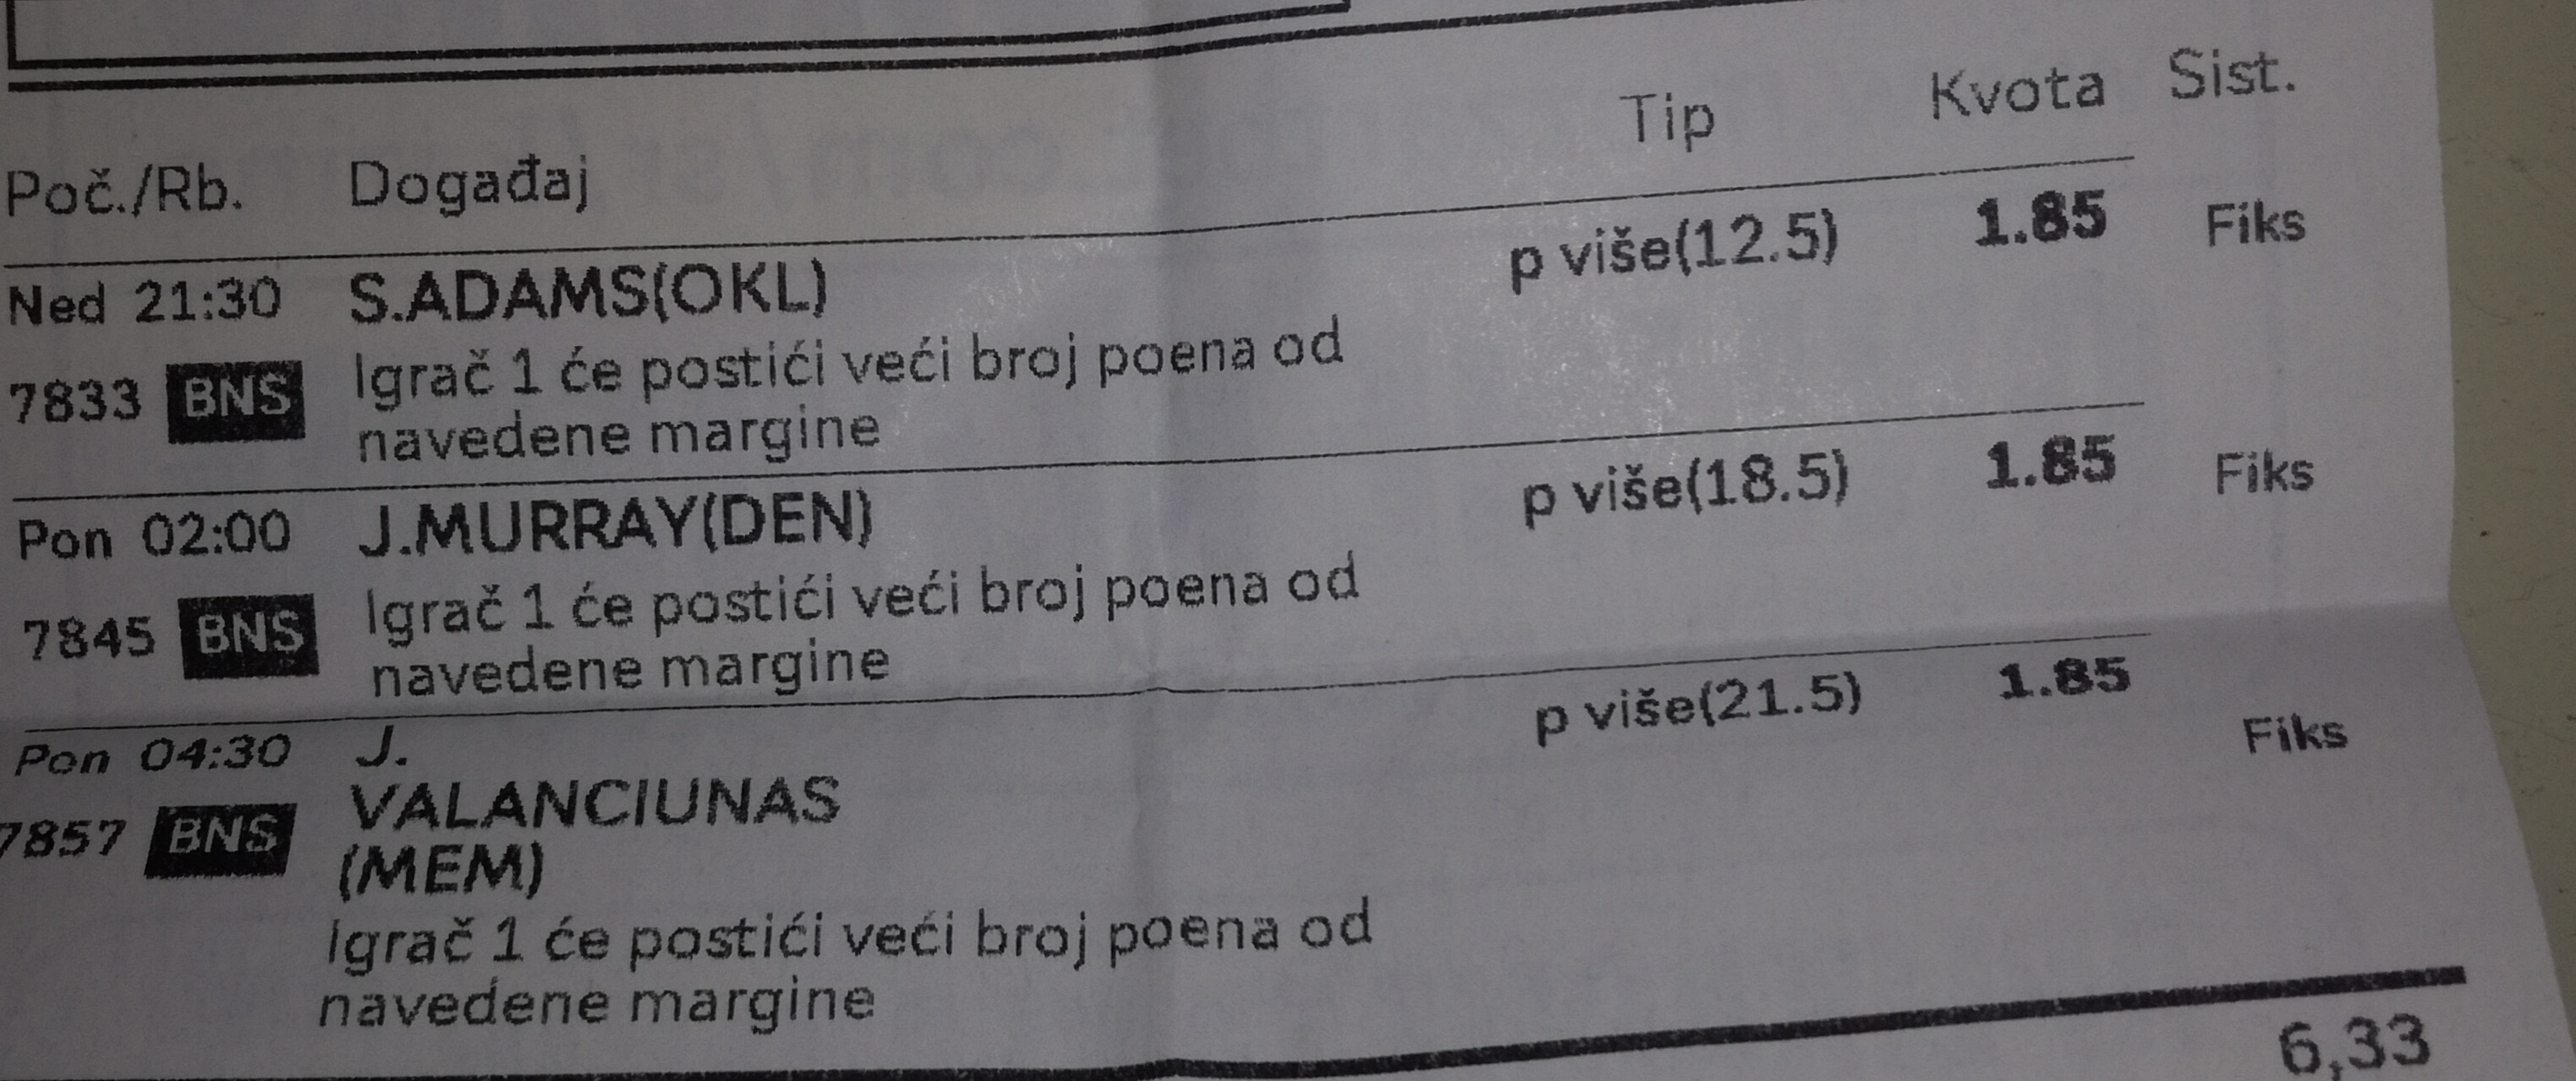 Poč./Rb. Događaj Tip Kvota Sist.
Ned 21:30 S.ADAMS(OKL) p više(12.5) 1.85 Fiks
7833 BNS Igrač 1 će postići veći broj poena od
navedene margine
Pon 02:00 J.MURRAY(DEN) p više(18.5) 1.85 Fiks
7845 BNS Igrač 1 će postići veći broj poena od
navedene margine
Pon 04:30 J. p više(21.5) 1.85 Fiks
7857 BNS VALANCIUNAS
(MEM)
Igrač 1 će postići veći broj poena od
navedene margine
6,33